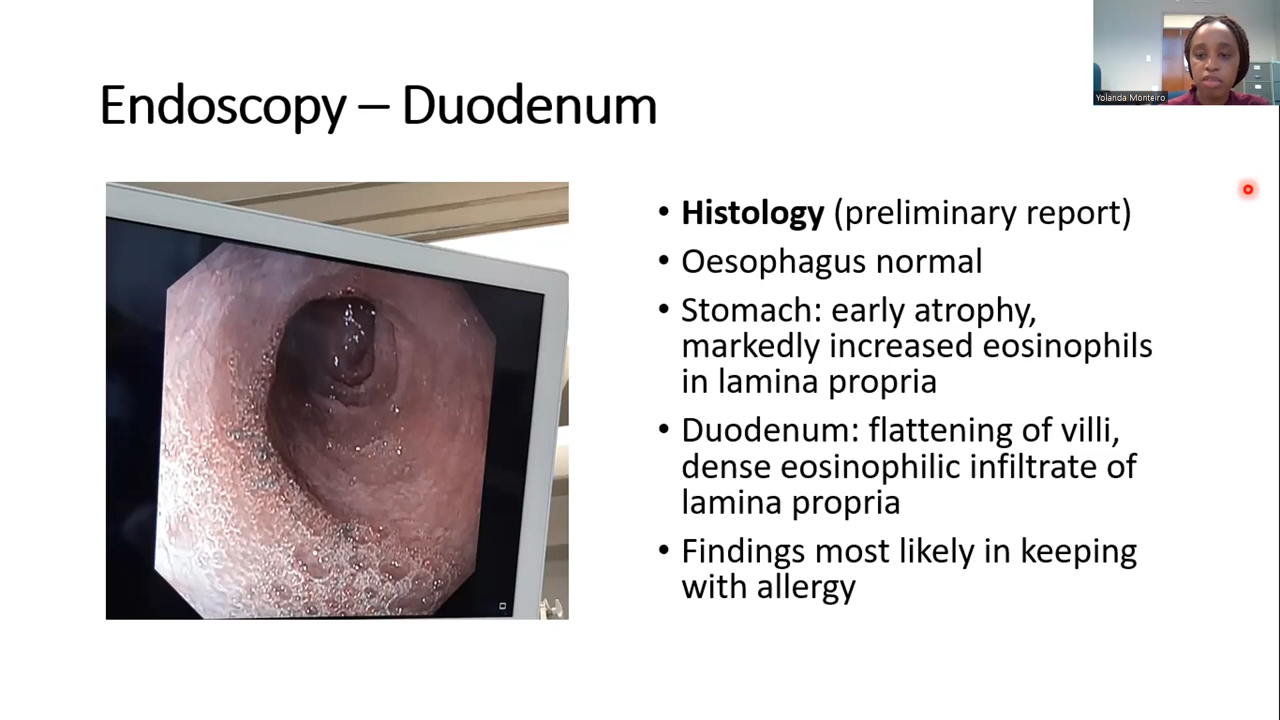 Yolanda Monteiro
Endoscopy – Duodenum
• Histology (preliminary report)
• Oesophagus normal
• Stomach: early atrophy,
markedly increased eosinophils
in lamina propria
• Duodenum: flattening of villi,
dense eosinophilic infiltrate of
lamina propria
• Findings most likely in keeping
with allergy